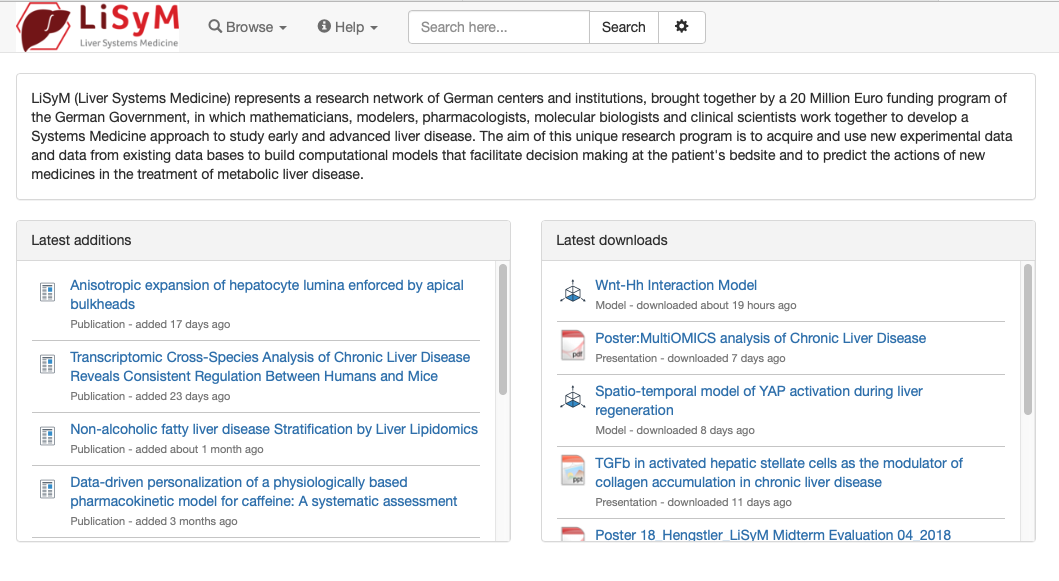 LiSyM
Liver Systems Medicine
Browse
Help
Search here...
Search
LiSyM (Liver Systems Medicine) represents a research network of German centers and institutions, brought together by a 20 Million Euro funding program of
the German Government, in which mathematicians, modelers, pharmacologists, molecular biologists and clinical scientists work together to develop a
Systems Medicine approach to study early and advanced liver disease. The aim of this unique research program is to acquire and use new experimental data
and data from existing data bases to build computational models that facilitate decision making at the patient's bedsite and to predict the actions of new
medicines in the treatment of metabolic liver disease.
Latest additions
Anisotropic expansion of hepatocyte lumina enforced by apical
bulkheads
Publication - added 17 days ago
Transcriptomic Cross-Species Analysis of Chronic Liver Disease
Reveals Consistent Regulation Between Humans and Mice
Publication - added 23 days ago
Non-alcoholic fatty liver disease Stratification by Liver Lipidomics
Publication - added about 1 month ago
Data-driven personalization of a physiologically based
pharmacokinetic model for caffeine: A systematic assessment
Publication - added 3 months ago
Latest downloads
Wnt-Hh Interaction Model
Model - downloaded about 19 hours ago
pdf
Poster:MultiOMICS analysis of Chronic Liver Disease
Presentation - downloaded 7 days ago
Spatio-temporal model of YAP activation during liver
regeneration
Model - downloaded 8 days ago
ppt
TGFb in activated hepatic stellate cells as the modulator of
collagen accumulation in chronic liver disease
Presentation - downloaded 11 days ago
Poster 18_Hengstler_LiSyM Midterm Evaluation 04_2018